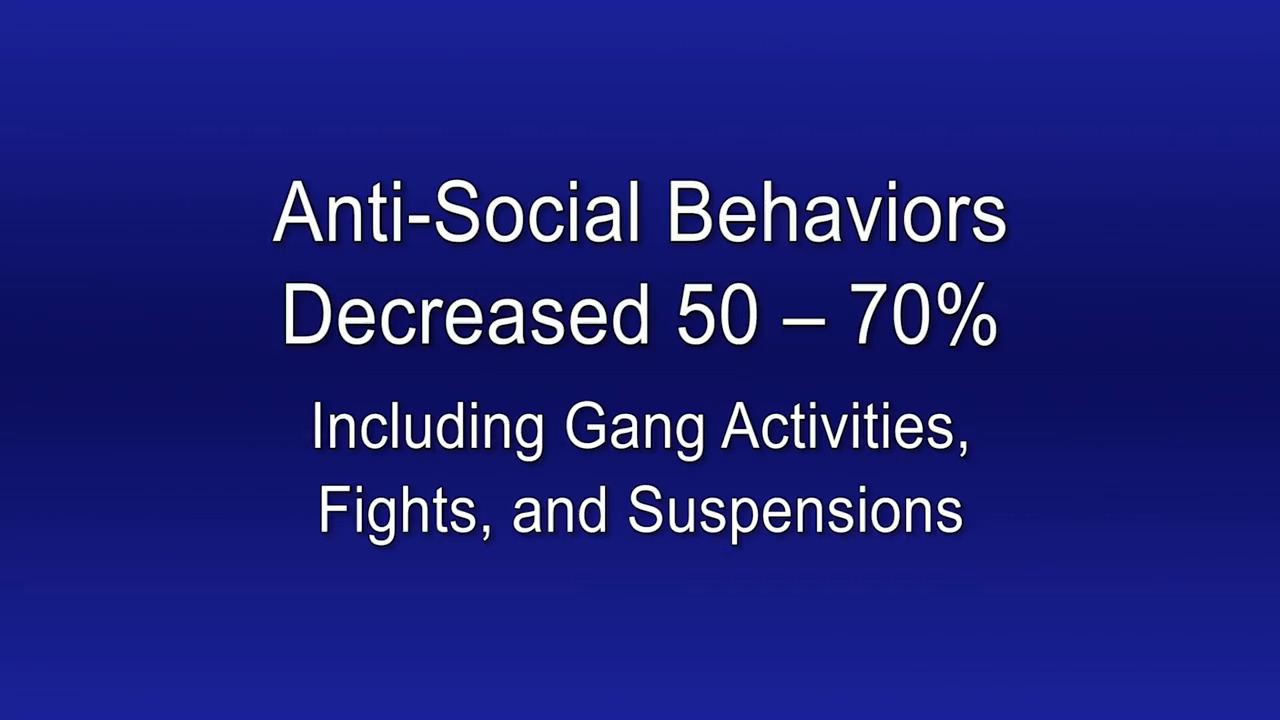 Anti-Social Behaviors
Decreased 50 – 70%
Including Gang Activities,
Fights, and Suspensions